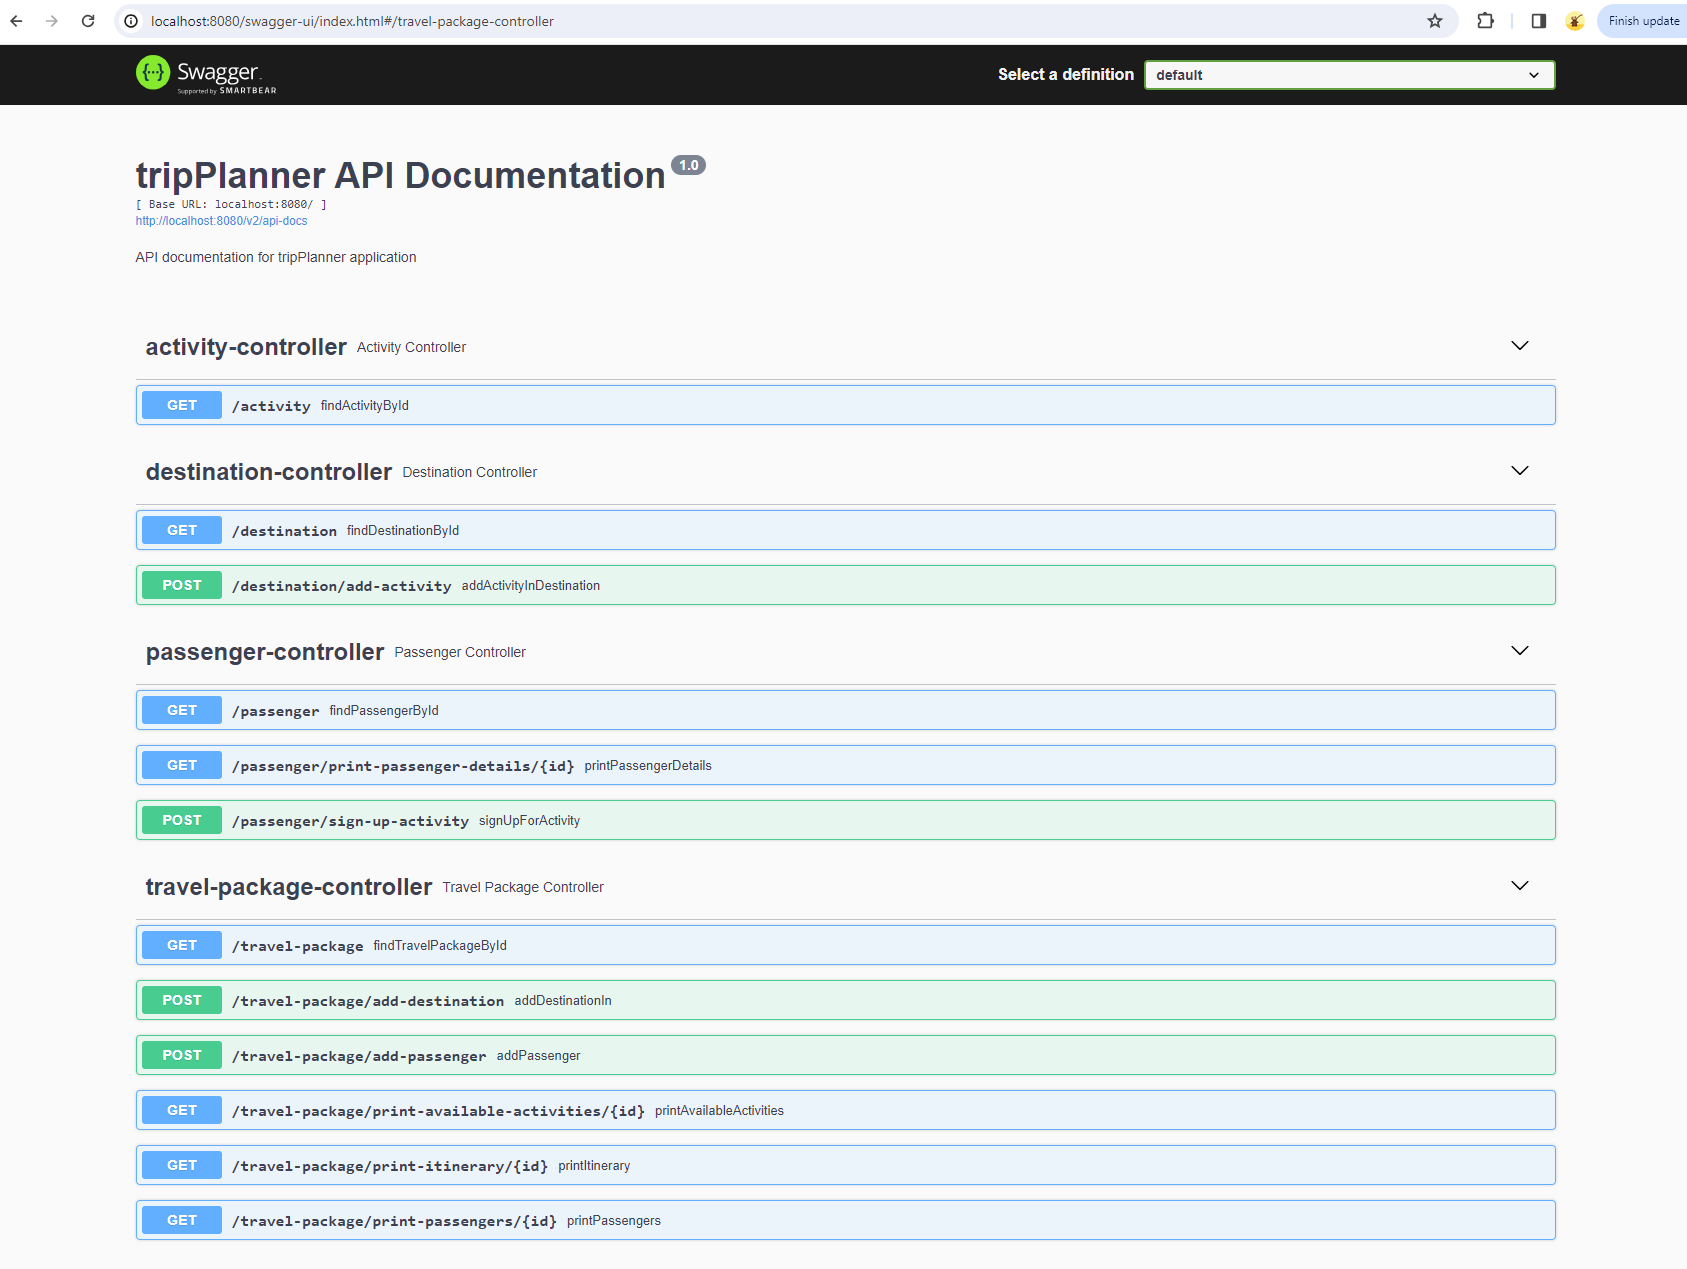 localhost:8080/swagger-ui/index.html#/travel-package-controller
Finish update
Swagger.
Supported by SMARTBEAR
Select a definition
default
tripPlanner API Documentation 1.0
[ Base URL: localhost:8080/ ]
http://localhost:8080/v2/api-docs
API documentation for tripPlanner application
activity-controller Activity Controller
GET /activity findActivityById
destination-controller Destination Controller
GET /destination findDestinationById
POST /destination/add-activity addActivityInDestination
passenger-controller Passenger Controller
GET /passenger findPassengerById
GET /passenger/print-passenger-details/{id} printPassengerDetails
POST /passenger/sign-up-activity signUpForActivity
travel-package-controller Travel Package Controller
GET /travel-package findTravelPackageById
POST /travel-package/add-destination addDestinationIn
POST /travel-package/add-passenger addPassenger
GET /travel-package/print-available-activities/{id} printAvailableActivities
GET /travel-package/print-itinerary/{id} printItinerary
GET /travel-package/print-passengers/{id} printPassengers